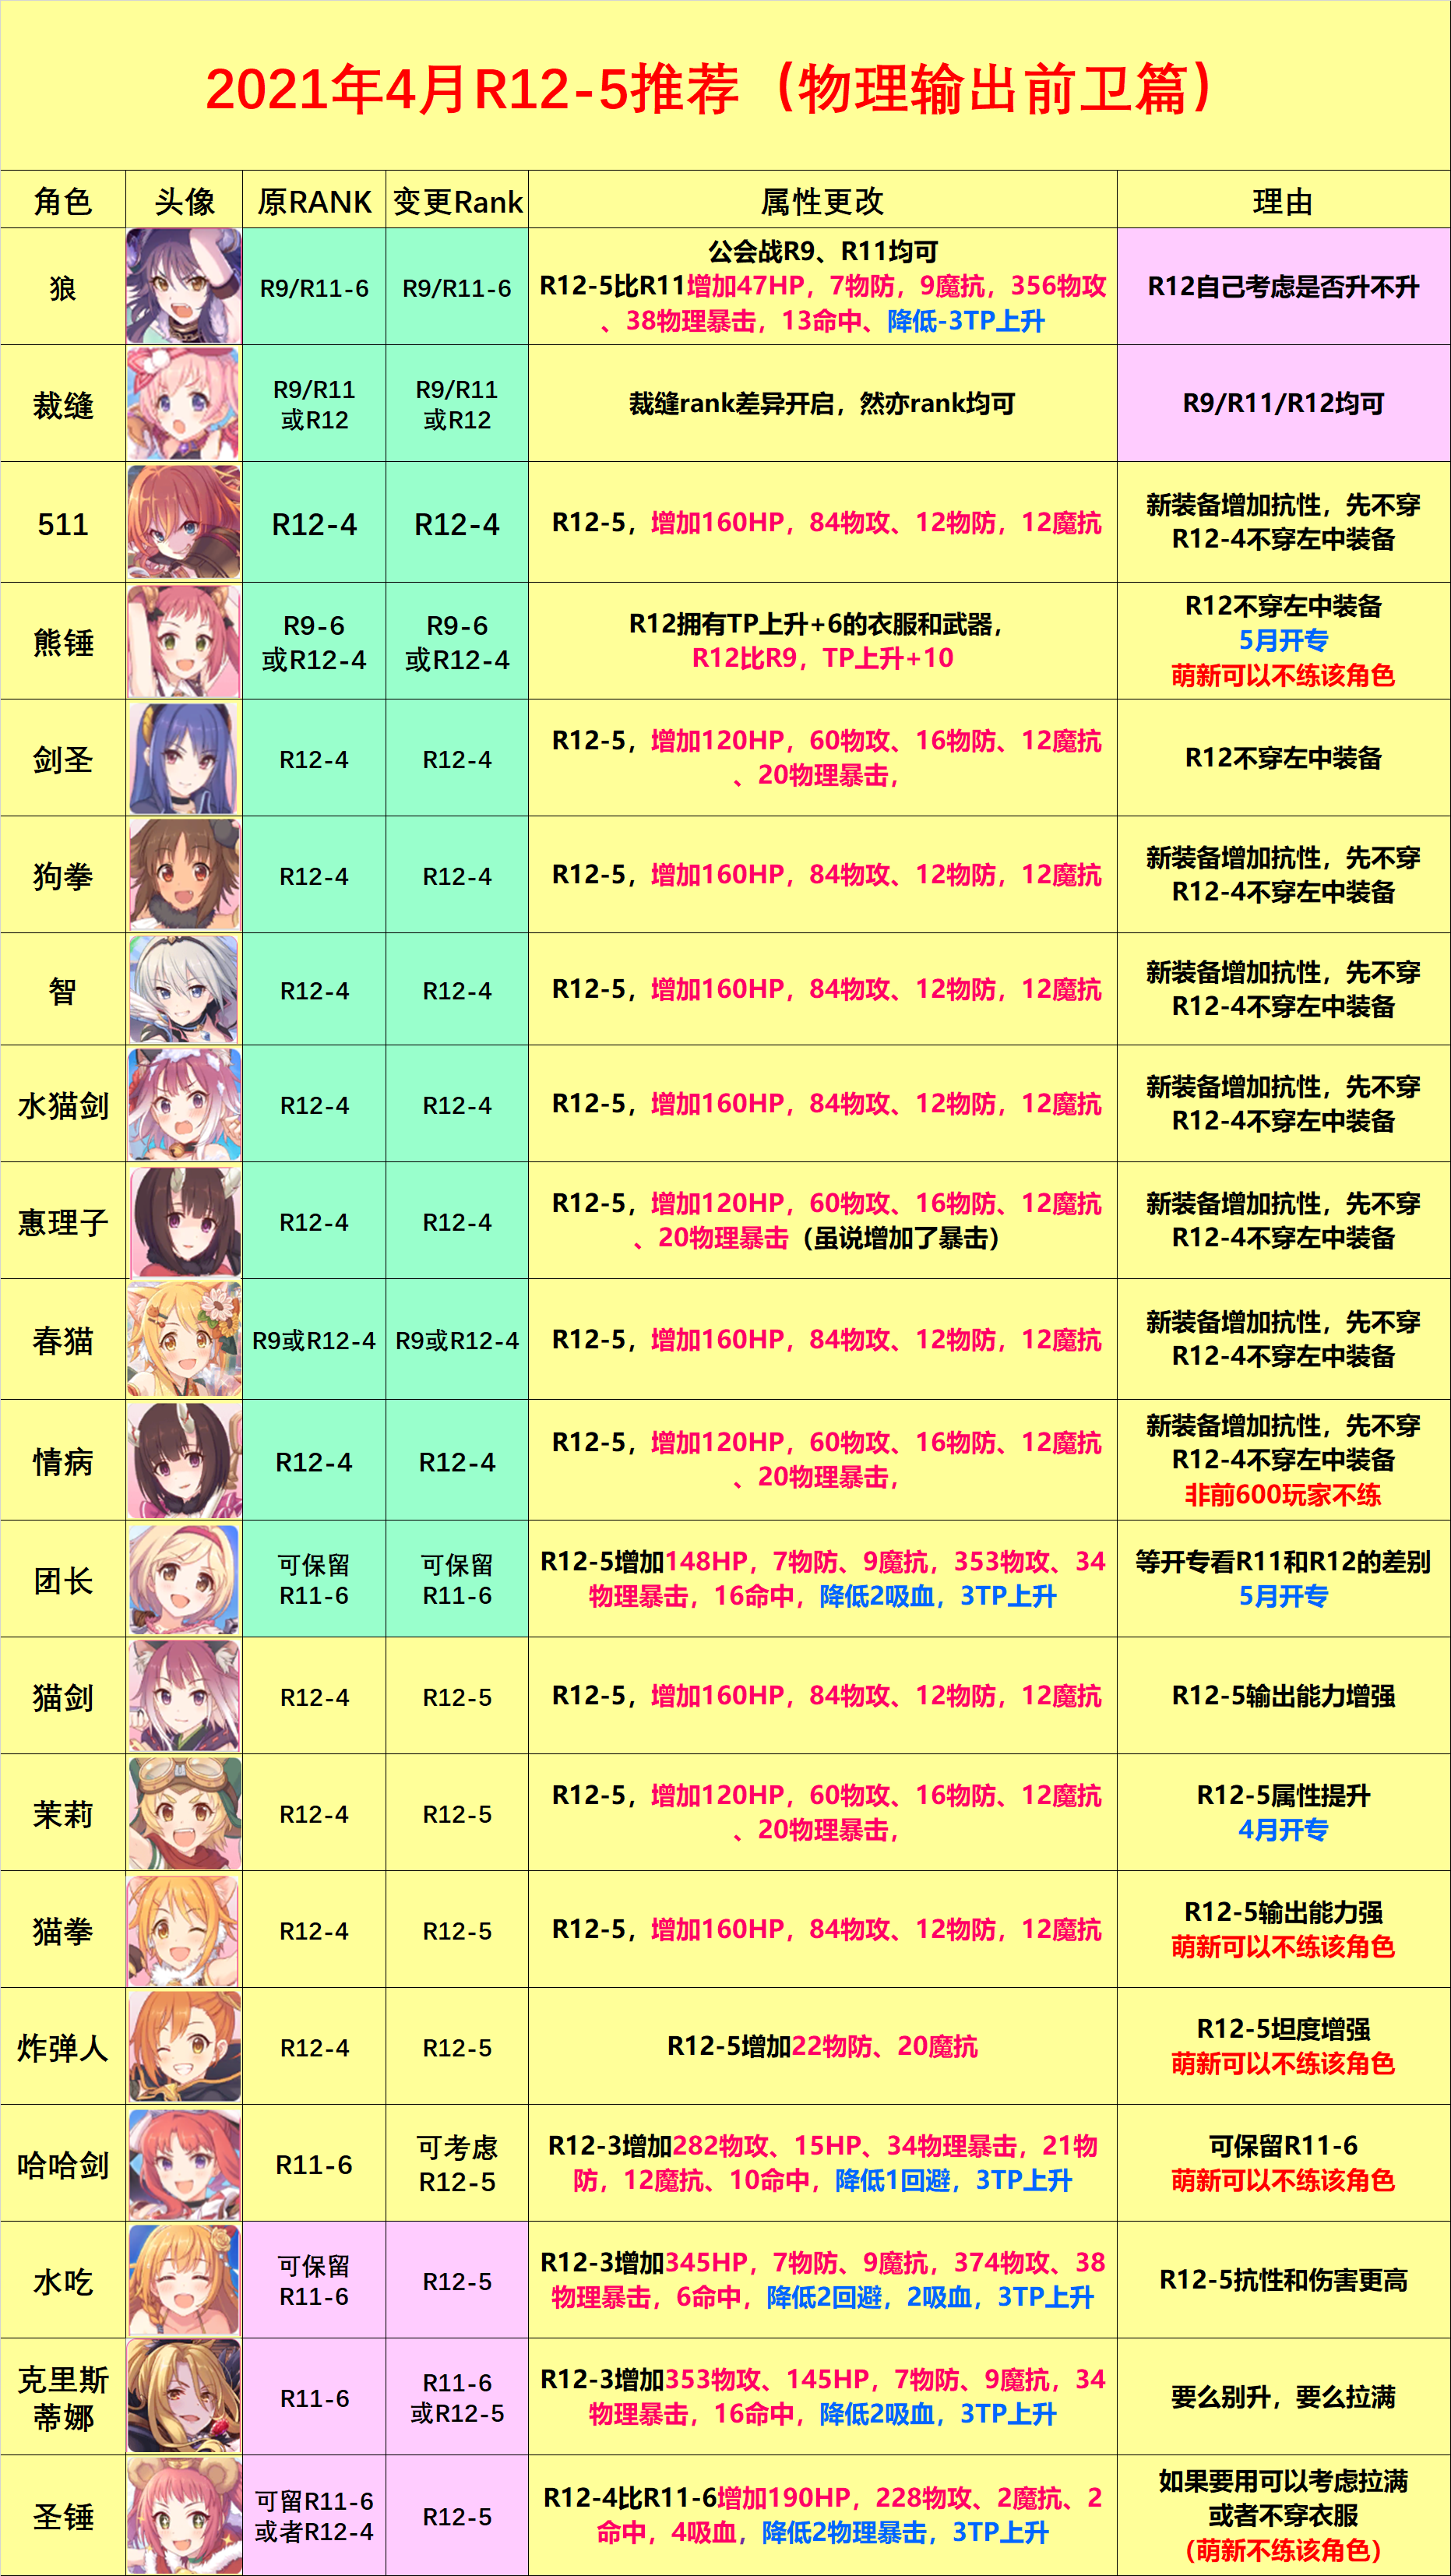 2021年4月R12-5推荐（物理输出前卫篇）
角色 头像 原RANK 变更Rank 属性更改 理由
狼
R9/R11-6
R9/R11-6
公会战R9、R11均可
R12-5比R11增加47HP，7物防，9魔抗，356物攻
、38物理暴击，13命中、降低-3TP上升
R12自己考虑是否升不升
裁缝
R9/R11
或R12
R9/R11
或R12
裁缝rank差异开启，然亦rank均可
R9/R11/R12均可
511
R12-4
R12-4
R12-5，增加160HP，84物攻、12物防，12魔抗
新装备增加抗性，先不穿
R12-4不穿左中装备
熊锤
R9-6
或R12-4
R9-6
或R12-4
R12拥有TP上升+6的衣服和武器，
R12比R9，TP上升+10
R12不穿左中装备
5月开专
萌新可以不练该角色
剑圣
R12-4
R12-4
R12-5，增加120HP，60物攻、16物防、12魔抗
、20物理暴击，
R12不穿左中装备
狗拳
R12-4
R12-4
R12-5，增加160HP，84物攻、12物防，12魔抗
新装备增加抗性，先不穿
R12-4不穿左中装备
智
R12-4
R12-4
R12-5，增加160HP，84物攻、12物防，12魔抗
新装备增加抗性，先不穿
R12-4不穿左中装备
水猫剑
R12-4
R12-4
R12-5，增加160HP，84物攻、12物防，12魔抗
新装备增加抗性，先不穿
R12-4不穿左中装备
惠理子
R12-4
R12-4
R12-5，增加120HP，60物攻、16物防、12魔抗
、20物理暴击（虽说增加了暴击）
新装备增加抗性，先不穿
R12-4不穿左中装备
春猫
R9或R12-4
R9或R12-4
R12-5，增加160HP，84物攻、12物防，12魔抗
新装备增加抗性，先不穿
R12-4不穿左中装备
情病
R12-4
R12-4
R12-5，增加120HP，60物攻、16物防、12魔抗
、20物理暴击，
新装备增加抗性，先不穿
R12-4不穿左中装备
非前600玩家不练
团长
可保留
R11-6
可保留
R11-6
R12-5增加148HP，7物防、9魔抗，353物攻、34
物理暴击，16命中，降低2吸血，3TP上升
等开专看R11和R12的差别
5月开专
猫剑
R12-4
R12-5
R12-5，增加160HP，84物攻、12物防，12魔抗
R12-5输出能力增强
茉莉
R12-4
R12-5
R12-5，增加120HP，60物攻、16物防、12魔抗
、20物理暴击，
R12-5属性提升
4月开专
猫拳
R12-4
R12-5
R12-5，增加160HP，84物攻、12物防，12魔抗
R12-5输出能力强
萌新可以不练该角色
炸弹人
R12-4
R12-5
R12-5增加22物防、20魔抗
R12-5坦度增强
萌新可以不练该角色
哈哈剑
R11-6
可考虑
R12-5
R12-3增加282物攻、15HP、34物理暴击，21物
防，12魔抗、10命中，降低1回避，3TP上升
可保留R11-6
萌新可以不练该角色
水吃
可保留
R11-6
R12-5
R12-3增加345HP，7物防、9魔抗，374物攻、38
物理暴击，6命中，降低2回避，2吸血，3TP上升
R12-5抗性和伤害更高
克里斯
蒂娜
R11-6
R11-6
或R12-5
R12-3增加353物攻、145HP，7物防、9魔抗，34
物理暴击，16命中，降低2吸血，3TP上升
要么别升，要么拉满
圣锤
可留R11-6
或者R12-4
R12-5
R12-4比R11-6增加190HP，228物攻、2魔抗、2
命中，4吸血，降低2物理暴击，3TP上升
如果要用可以考虑拉满
或者不穿衣服
（萌新不练该角色）